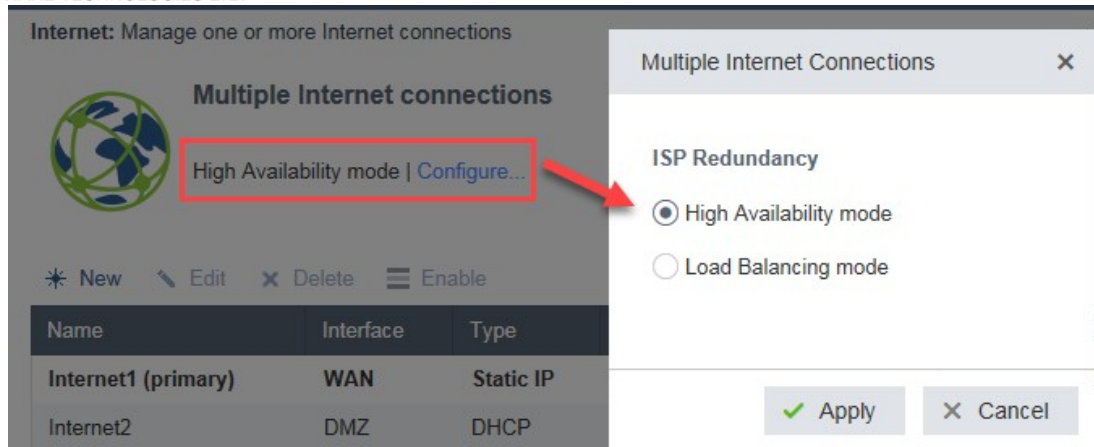 Internet: Manage one or more Internet connections
Multiple Internet connections
High Availability mode | Configure...
New Edit Delete Enable
Name Interface Type
Internet1 (primary) WAN Static IP
Internet2 DMZ DHCP
Multiple Internet Connections
ISP Redundancy
High Availability mode
Load Balancing mode
Apply Cancel